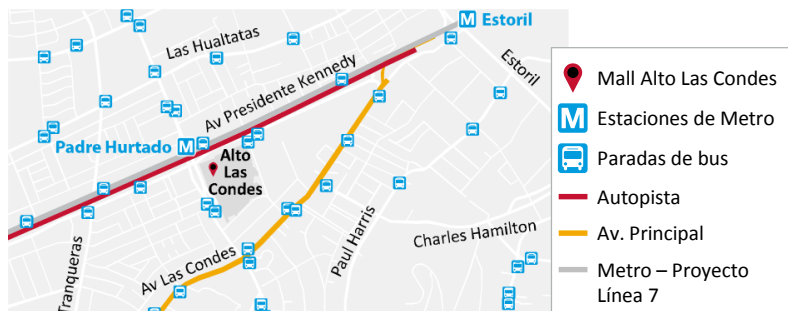 M Estoril
Las Hualtatas
Estoril
Av Presidente Kennedy
Padre Hurtado M
Alto
Las
Condes
Paul Harris
Charles Hamilton
Av Las Condes
Tranqueras
Mall Alto Las Condes
M Estaciones de Metro
Paradas de bus
Autopista
Av. Principal
Metro – Proyecto
Línea 7